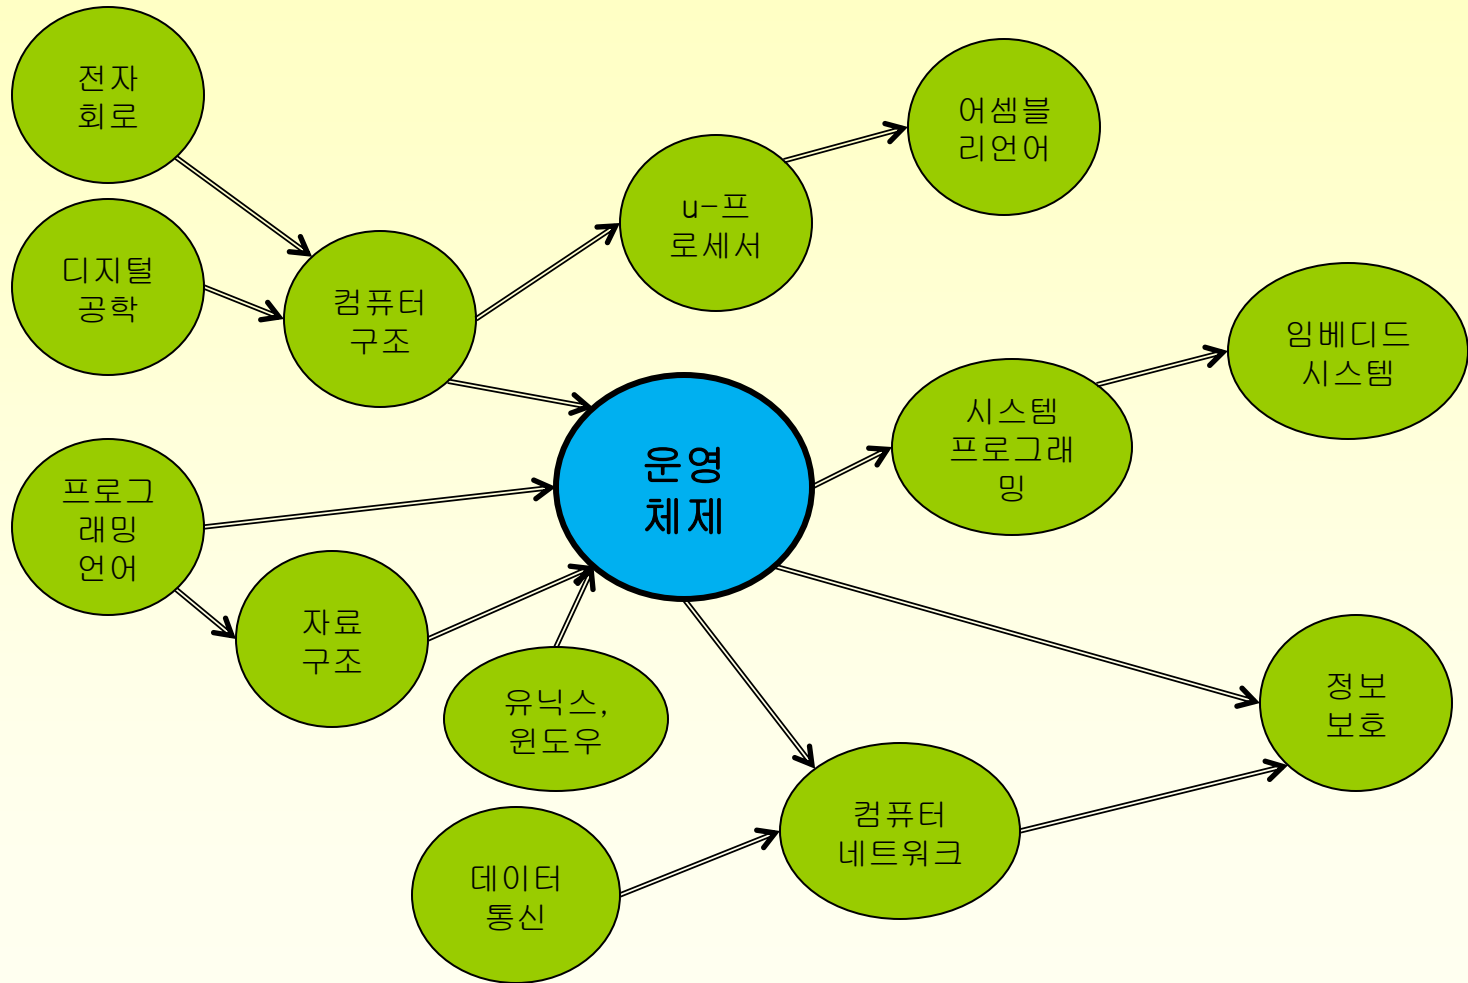 전자
회로
어셈블
리언어
u-프
로세서
디지털
공학
컴퓨터
구조
임베디드
시스템
시스템
프로그래
밍
운영
체제
프로그
래밍
언어
자료
구조
유닉스,
윈도우
정보
보호
컴퓨터
네트워크
데이터
통신